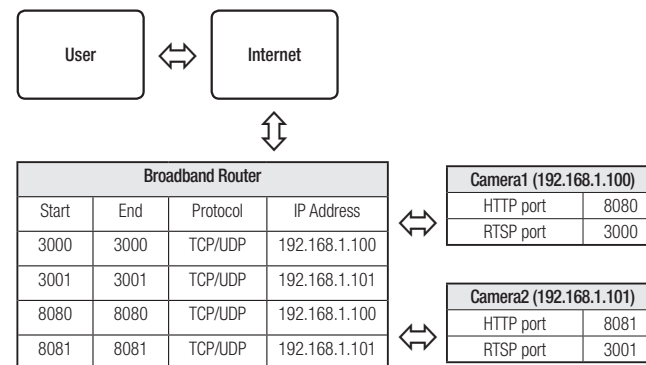 User
Internet
Broadband Router
Start End Protocol IP Address
3000 3000 TCP/UDP 192.168.1.100
3001 3001 TCP/UDP 192.168.1.101
8080 8080 TCP/UDP 192.168.1.100
8081 8081 TCP/UDP 192.168.1.101
Camera1 (192.168.1.100)
HTTP port 8080
RTSP port 3000
Camera2 (192.168.1.101)
HTTP port 8081
RTSP port 3001